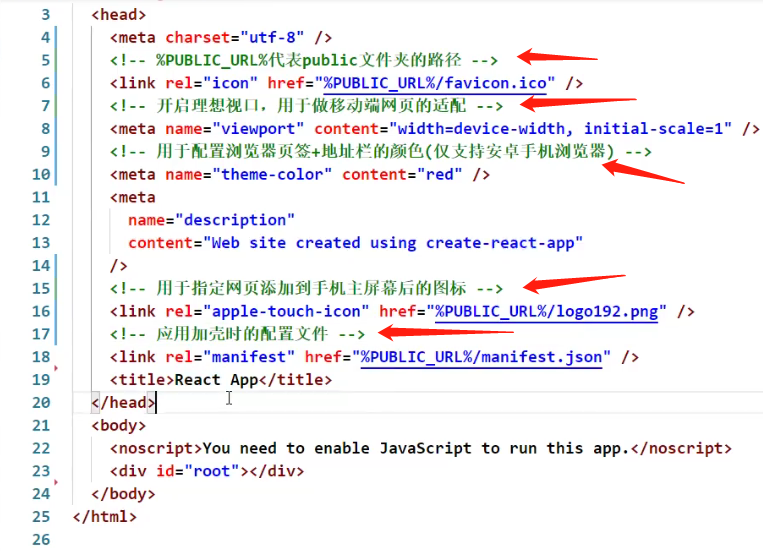 3 <head>
4 <meta charset="utf-8" />
5 <!-- %PUBLIC_URL%代表public文件夹的路径 -->
6 <link rel="icon" href="%PUBLIC_URL%/favicon.ico" />
7 <!-- 开启理想视口，用于做移动端网页的适配 -->
8 <meta name="viewport" content="width=device-width, initial-scale=1" />
9 <!-- 用于配置浏览器页签+地址栏的颜色(仅支持安卓手机浏览器) -->
10 <meta name="theme-color" content="red" />
11 <meta
12 name="description"
13 content="Web site created using create-react-app"
14 />
15 <!-- 用于指定网页添加到手机主屏幕后的图标 -->
16 <link rel="apple-touch-icon" href="%PUBLIC_URL%/logo192.png" />
17 <!-- 应用加壳时的配置文件 -->
18 <link rel="manifest" href="%PUBLIC_URL%/manifest.json" />
19 <title>React App</title>
20 </head>
21 <body>
22 <noscript>You need to enable JavaScript to run this app.</noscript>
23 <div id="root"></div>
24 </body>
25 </html>
26